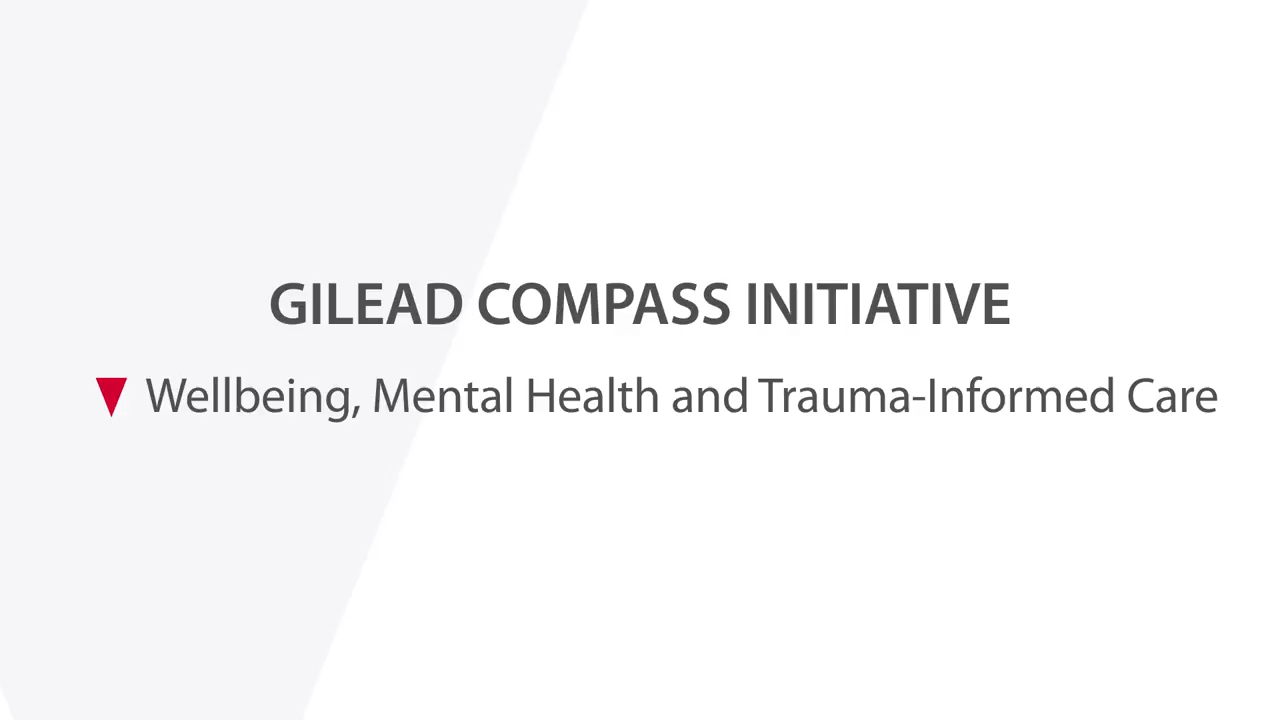 GILEAD COMPASS INITIATIVE
Wellbeing, Mental Health and Trauma-Informed Care